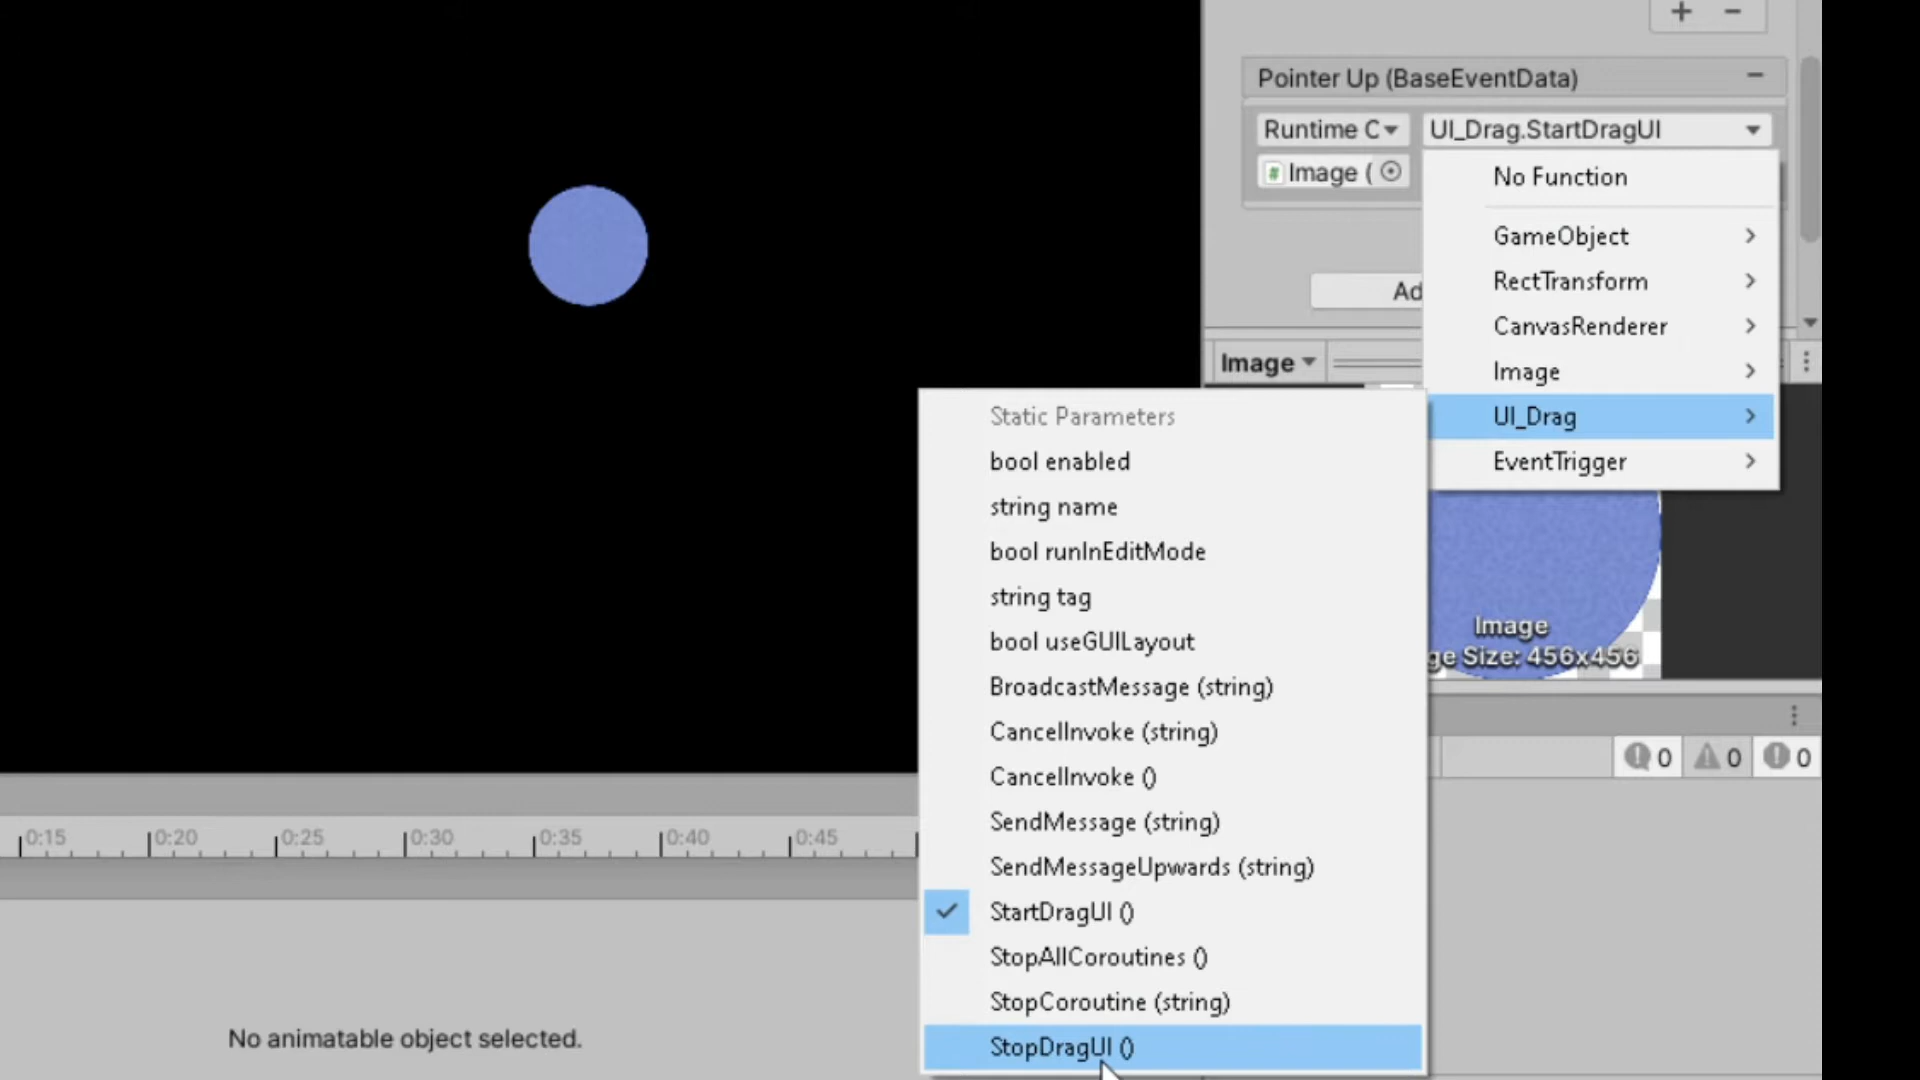 + −
Pointer Up (BaseEventData) −
Runtime C UI_Drag.StartDragUI
# Image (
No Function
GameObject
RectTransform
CanvasRenderer
Image
UI_Drag
EventTrigger
Ad
Image
Static Parameters
bool enabled
string name
bool runInEditMode
string tag
bool useGUILayout
BroadcastMessage (string)
CancelInvoke (string)
CancelInvoke ()
SendMessage (string)
SendMessageUpwards (string)
StartDragUI ()
StopAllCoroutines ()
StopCoroutine (string)
StopDragUI ()
Image
ge Size: 456x456
0 0 0
0:15 0:20 0:25 0:30 0:35 0:40 0:45
No animatable object selected.